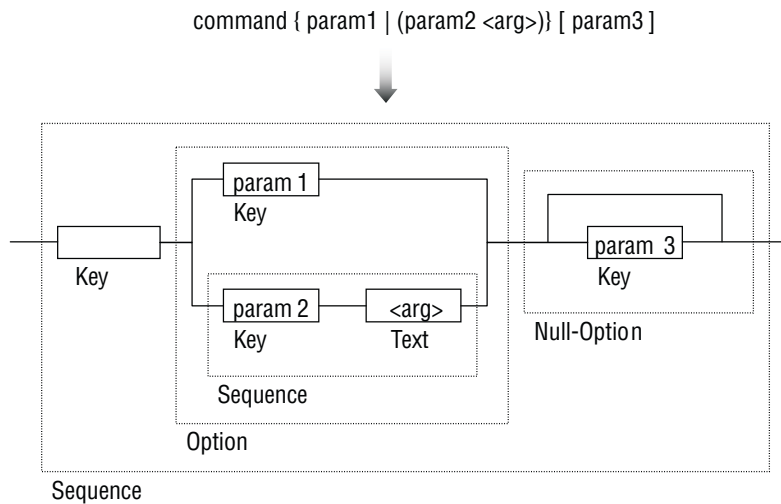 command { param1 | (param2 <arg>)} [ param3 ]
param 1
Key
param 3
Key
Key
param 2
<arg>
Key
Text
Null-Option
Sequence
Option
Sequence